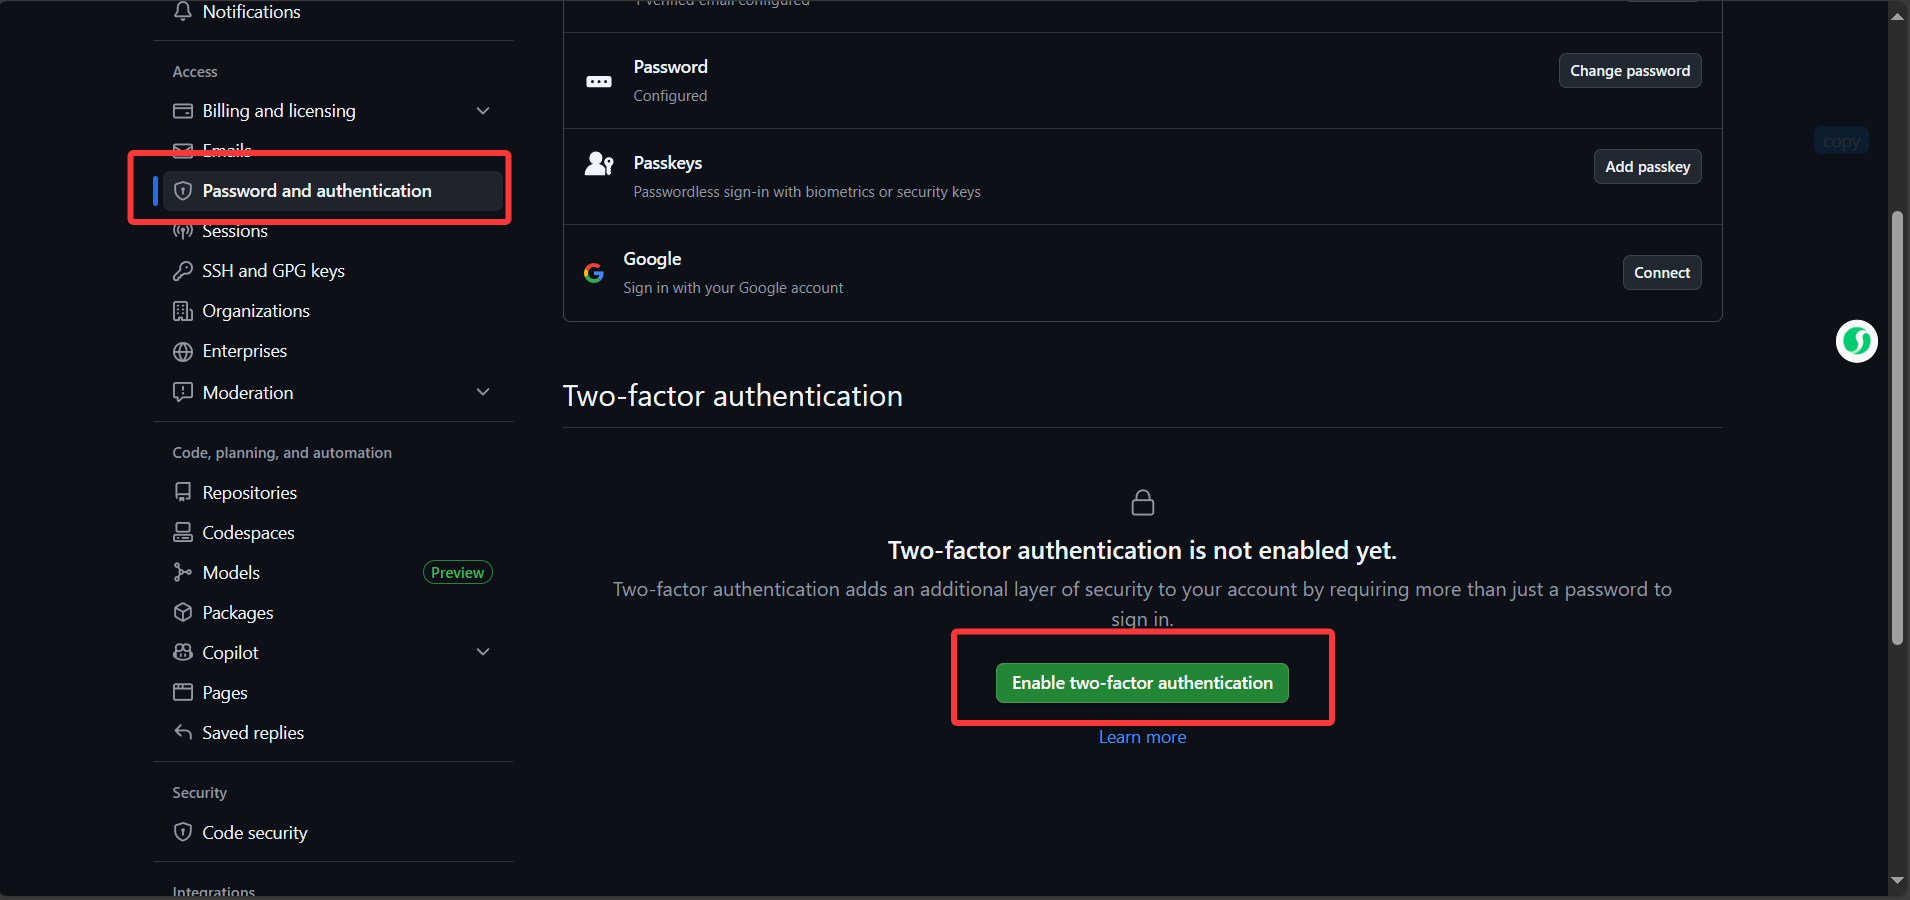 Notifications
Access
Billing and licensing
Emails
Password and authentication
Sessions
SSH and GPG keys
Organizations
Enterprises
Moderation
Code, planning, and automation
Repositories
Codespaces
Models
Preview
Packages
Copilot
Pages
Saved replies
Security
Code security
Integrations
1 verified email configured
Password
Configured
Change password
Passkeys
Passwordless sign-in with biometrics or security keys
Add passkey
Google
Sign in with your Google account
Connect
copy
Two-factor authentication
Two-factor authentication is not enabled yet.
Two-factor authentication adds an additional layer of security to your account by requiring more than just a password to
sign in.
Enable two-factor authentication
Learn more